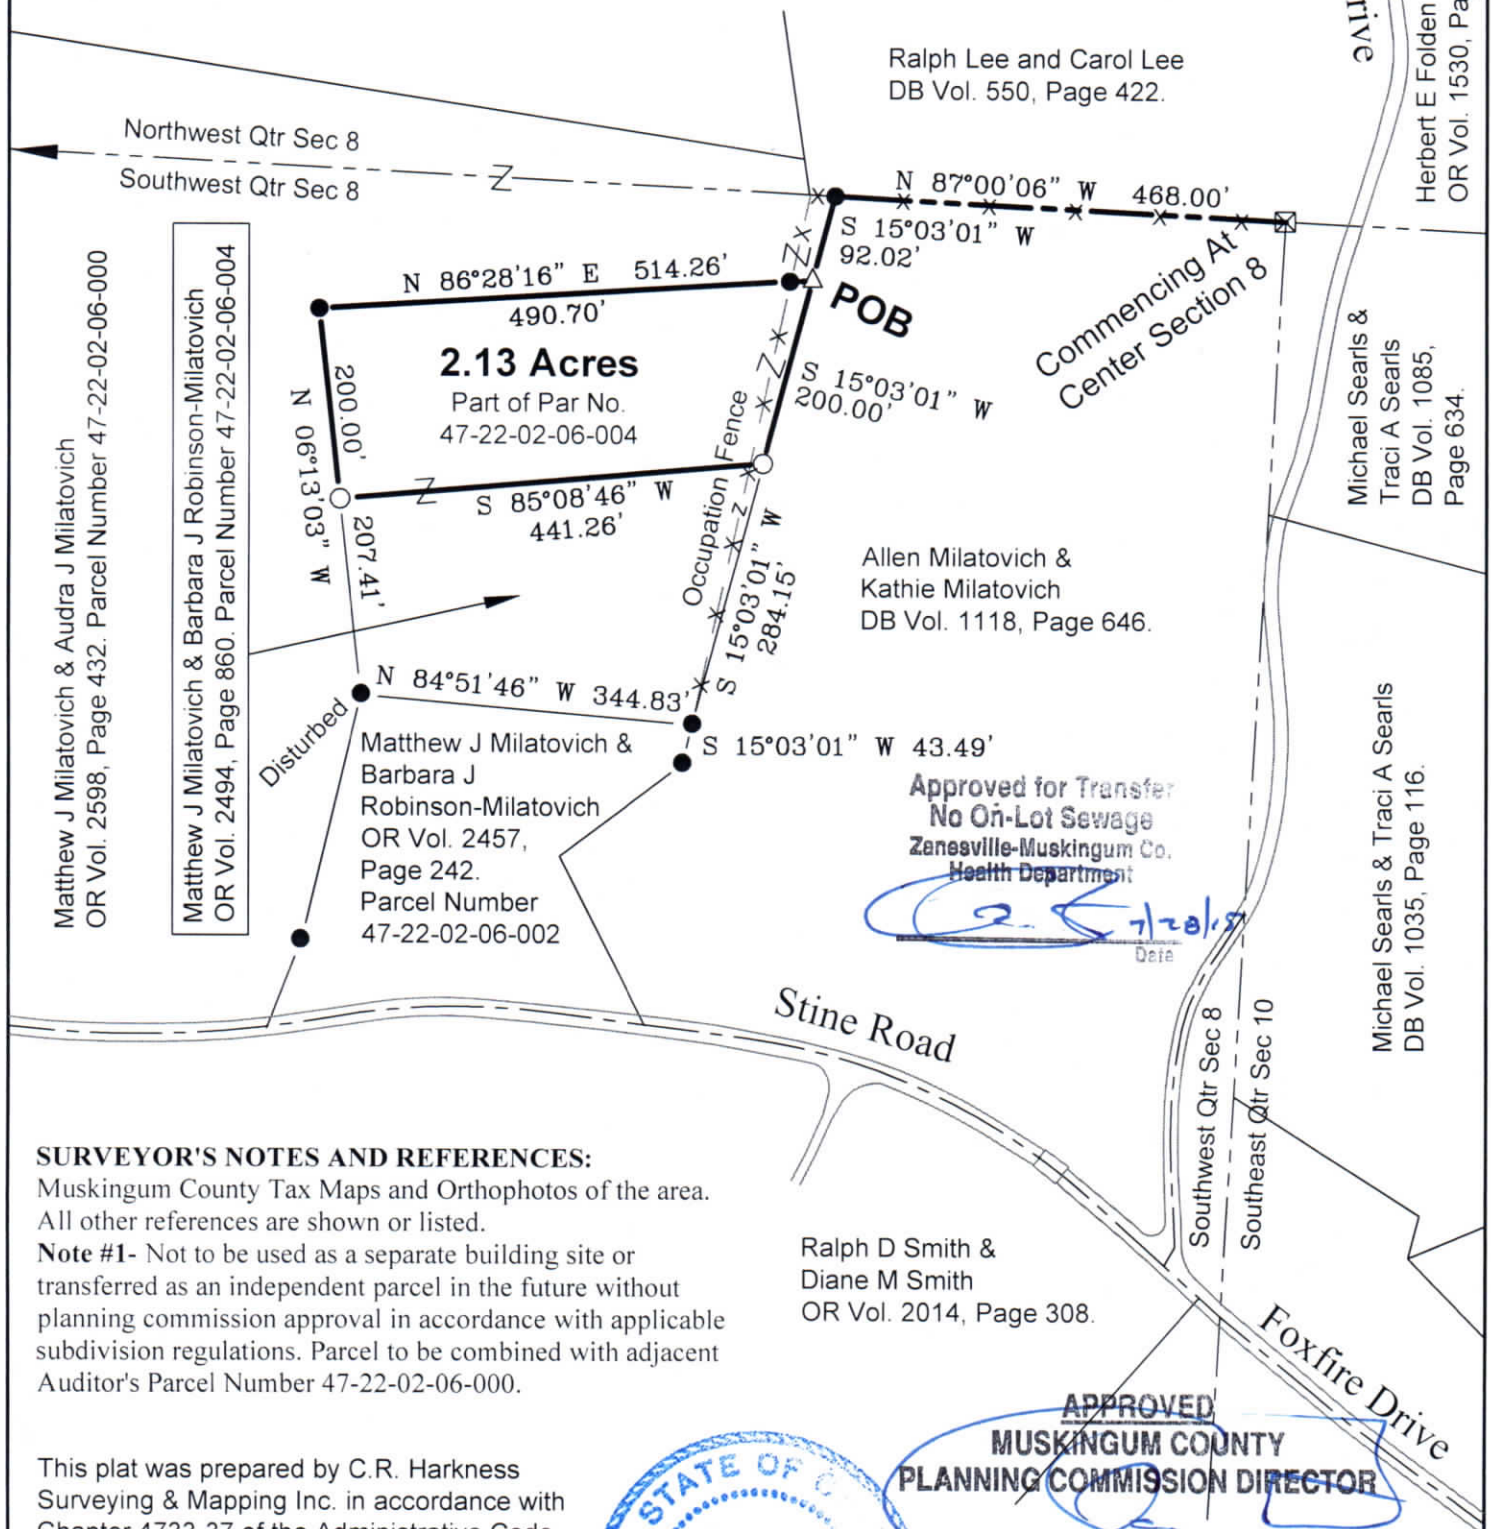 rive
Herbert E Folden
OR Vol. 1530, Pa
Ralph Lee and Carol Lee
DB Vol. 550, Page 422.
Northwest Qtr Sec 8
Southwest Qtr Sec 8
Z
N 87°00'06" W 468.00'
S 15°03'01" W
92.02'
N 86°28'16" E 514.26'
490.70'
POB
Commencing At
Center Section 8
2.13 Acres
Part of Par No.
47-22-02-06-004
200.00'
N 06°13'03" W
207.41'
S 15°03'01" W
200.00'
Z
S 85°08'46" W
441.26'
Occupation Fence
S 15°03'01" W
284.15'
Matthew J Milatovich & Audra J Milatovich
OR Vol. 2598, Page 432. Parcel Number 47-22-02-06-000
Matthew J Milatovich & Barbara J Robinson-Milatovich
OR Vol. 2494, Page 860. Parcel Number 47-22-02-06-004
Michael Searls &
Traci A Searls
DB Vol. 1085,
Page 634.
Allen Milatovich &
Kathie Milatovich
DB Vol. 1118, Page 646.
N 84°51'46" W 344.83'
Disturbed
S 15°03'01" W 43.49'
Matthew J Milatovich &
Barbara J
Robinson-Milatovich
OR Vol. 2457,
Page 242.
Parcel Number
47-22-02-06-002
Approved for Transfer
No On-Lot Sewage
Zanesville-Muskingum Co.
Health Department
Date
Michael Searls & Traci A Searls
DB Vol. 1035, Page 116.
Stine Road
Southwest Qtr Sec 8
Southeast Qtr Sec 10
SURVEYOR'S NOTES AND REFERENCES:
Muskingum County Tax Maps and Orthophotos of the area.
All other references are shown or listed.
Note #1- Not to be used as a separate building site or
transferred as an independent parcel in the future without
planning commission approval in accordance with applicable
subdivision regulations. Parcel to be combined with adjacent
Auditor's Parcel Number 47-22-02-06-000.
Ralph D Smith &
Diane M Smith
OR Vol. 2014, Page 308.
Foxfire Drive
APPROVED
MUSKINGUM COUNTY
PLANNING COMMISSION DIRECTOR
This plat was prepared by C.R. Harkness
Surveying & Mapping Inc. in accordance with
Chapter 4733-37 of the Administrative Code
STATE OF